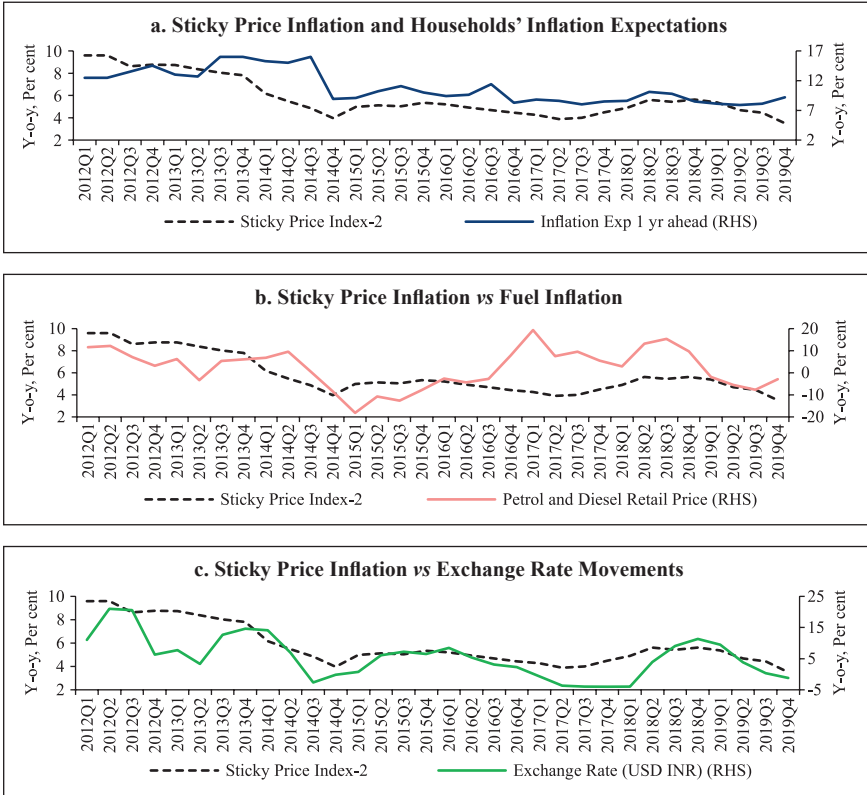 a. Sticky Price Inflation and Households' Inflation Expectations
Y-o-y, Per cent
10
8
6
4
2
17
12
7
2
2012Q1 2012Q2 2012Q3 2012Q4 2013Q1 2013Q2 2013Q3 2013Q4 2014Q1 2014Q2 2014Q3 2014Q4 2015Q1 2015Q2 2015Q3 2015Q4 2016Q1 2016Q2 2016Q3 2016Q4 2017Q1 2017Q2 2017Q3 2017Q4 2018Q1 2018Q2 2018Q3 2018Q4 2019Q1 2019Q2 2019Q3 2019Q4
Y-o-y, Per cent
Sticky Price Index-2 Inflation Exp 1 yr ahead (RHS)
b. Sticky Price Inflation vs Fuel Inflation
Y-o-y, Per cent
10
8
6
4
2
20
10
0
-10
-20
2012Q1 2012Q2 2012Q3 2012Q4 2013Q1 2013Q2 2013Q3 2013Q4 2014Q1 2014Q2 2014Q3 2014Q4 2015Q1 2015Q2 2015Q3 2015Q4 2016Q1 2016Q2 2016Q3 2016Q4 2017Q1 2017Q2 2017Q3 2017Q4 2018Q1 2018Q2 2018Q3 2018Q4 2019Q1 2019Q2 2019Q3 2019Q4
Y-o-y, Per cent
Sticky Price Index-2 Petrol and Diesel Retail Price (RHS)
c. Sticky Price Inflation vs Exchange Rate Movements
Y-o-y, Per cent
10
8
6
4
2
25
15
5
-5
2012Q1 2012Q2 2012Q3 2012Q4 2013Q1 2013Q2 2013Q3 2013Q4 2014Q1 2014Q2 2014Q3 2014Q4 2015Q1 2015Q2 2015Q3 2015Q4 2016Q1 2016Q2 2016Q3 2016Q4 2017Q1 2017Q2 2017Q3 2017Q4 2018Q1 2018Q2 2018Q3 2018Q4 2019Q1 2019Q2 2019Q3 2019Q4
Y-o-y, Per cent
Sticky Price Index-2 Exchange Rate (USD INR) (RHS)